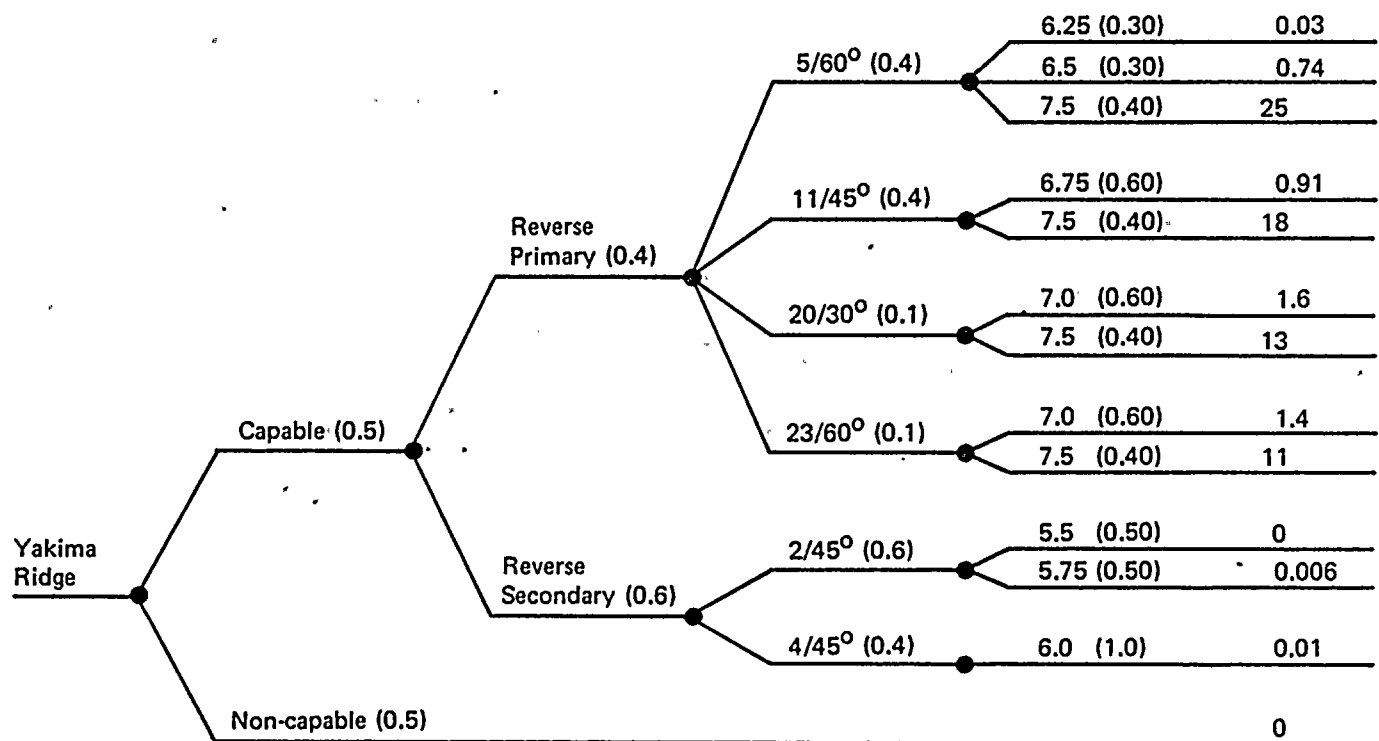 6.25 (0.30) 0.03
5/60° (0.4)
6.5 (0.30) 0.74
7.5 (0.40) 25
11/45° (0.4)
6.75 (0.60) 0.91
7.5 (0.40) 18
Reverse
Primary (0.4)
20/30° (0.1)
7.0 (0.60) 1.6
7.5 (0.40) 13
Capable (0.5)
23/60° (0.1)
7.0 (0.60) 1.4
7.5 (0.40) 11
Yakima
Ridge
Reverse
Secondary (0.6)
2/45° (0.6)
5.5 (0.50) 0
5.75 (0.50) 0.006
4/45° (0.4)
6.0 (1.0) 0.01
Non-capable (0.5) 0